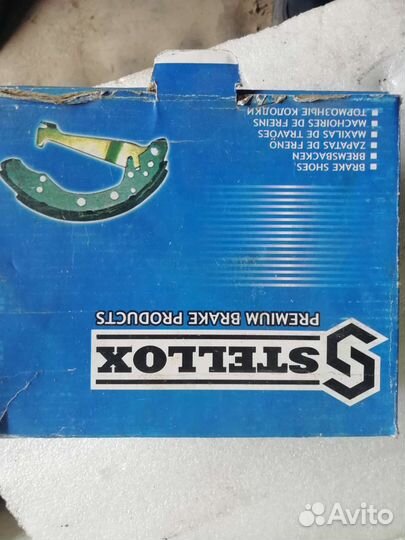 STELLOX
PREMIUM BRAKE PRODUCTS
BRAKE SHOES
BREMSBACKEN
ZAPATAS DE FRENO
MAXILAS DE TRAVÕES
MACHOIRES DE FREINS
ТОРМОЗНЫЕ КОЛОДКИ
Avito